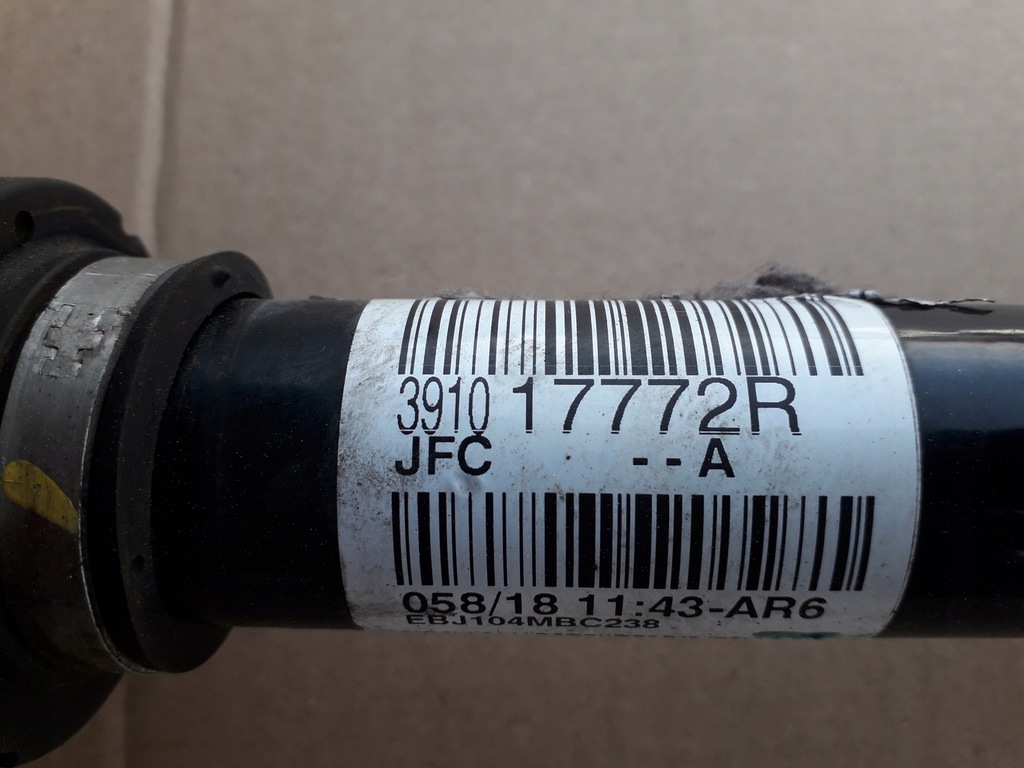 3910 17772R
JFC -- A
058/18 11:43-AR6
EBJ104MBC238